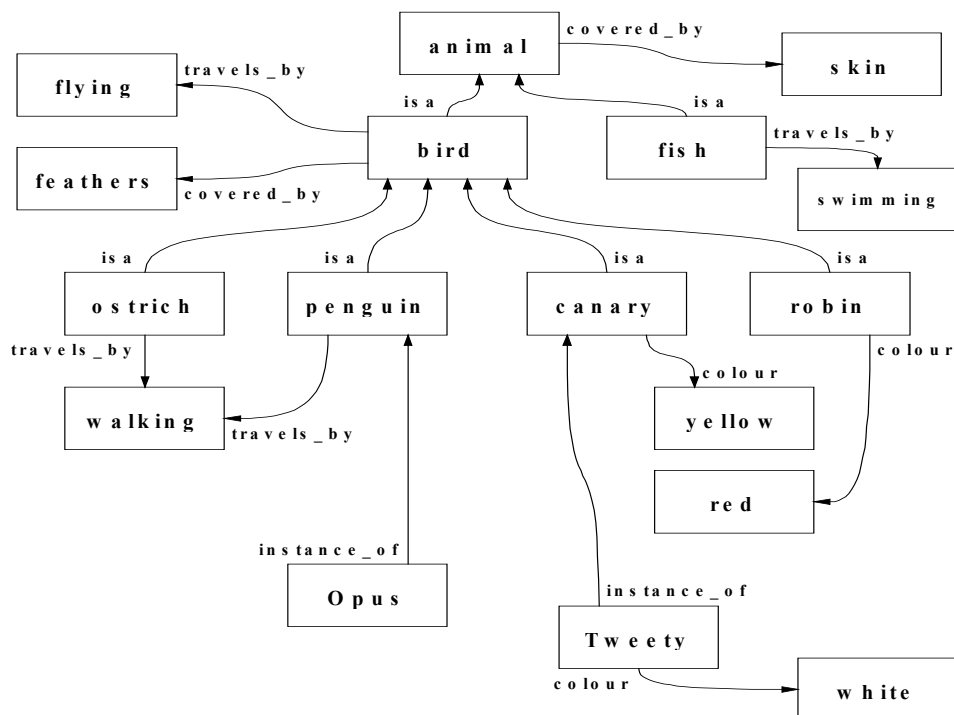 animal
covered_by
skin
flying
travels_by
is a
is a
bird
fish
travels_by
feathers
covered_by
swimming
is a
is a
is a
is a
ostrich
penguin
canary
robin
travels_by
colour
colour
walking
travels_by
yellow
red
instance_of
Opus
instance_of
Tweety
colour
white